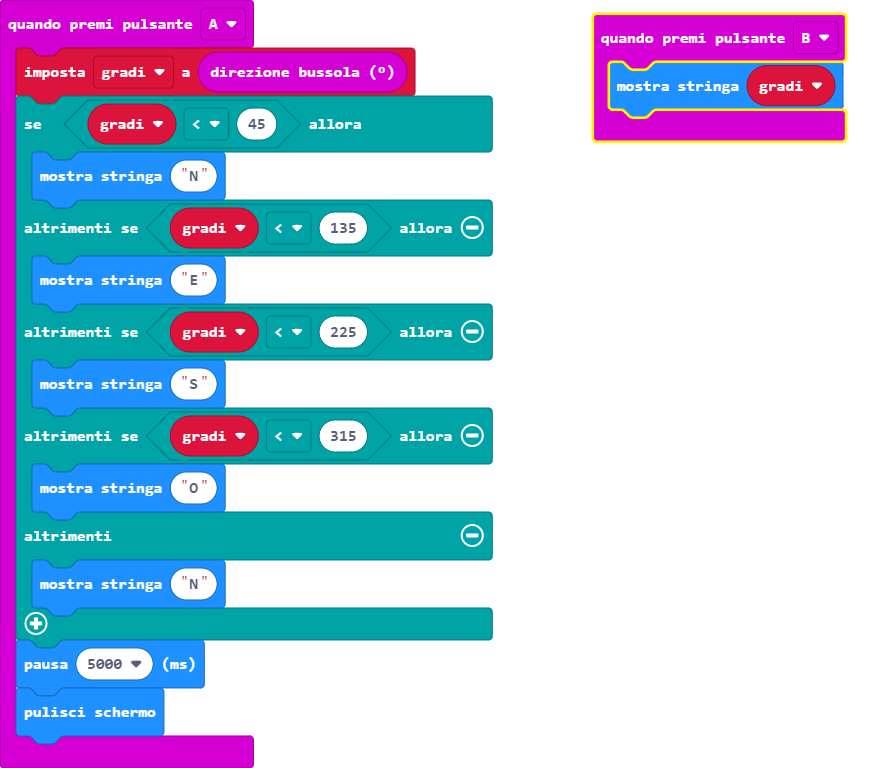 quando premi pulsante A
imposta gradi a direzione bussola (º)
se gradi < 45 allora
mostra stringa "N"
altrimenti se gradi < 135 allora
mostra stringa "E"
altrimenti se gradi < 225 allora
mostra stringa "S"
altrimenti se gradi < 315 allora
mostra stringa "O"
altrimenti
mostra stringa "N"
pausa 5000 (ms)
pulisci schermo
quando premi pulsante B
mostra stringa gradi